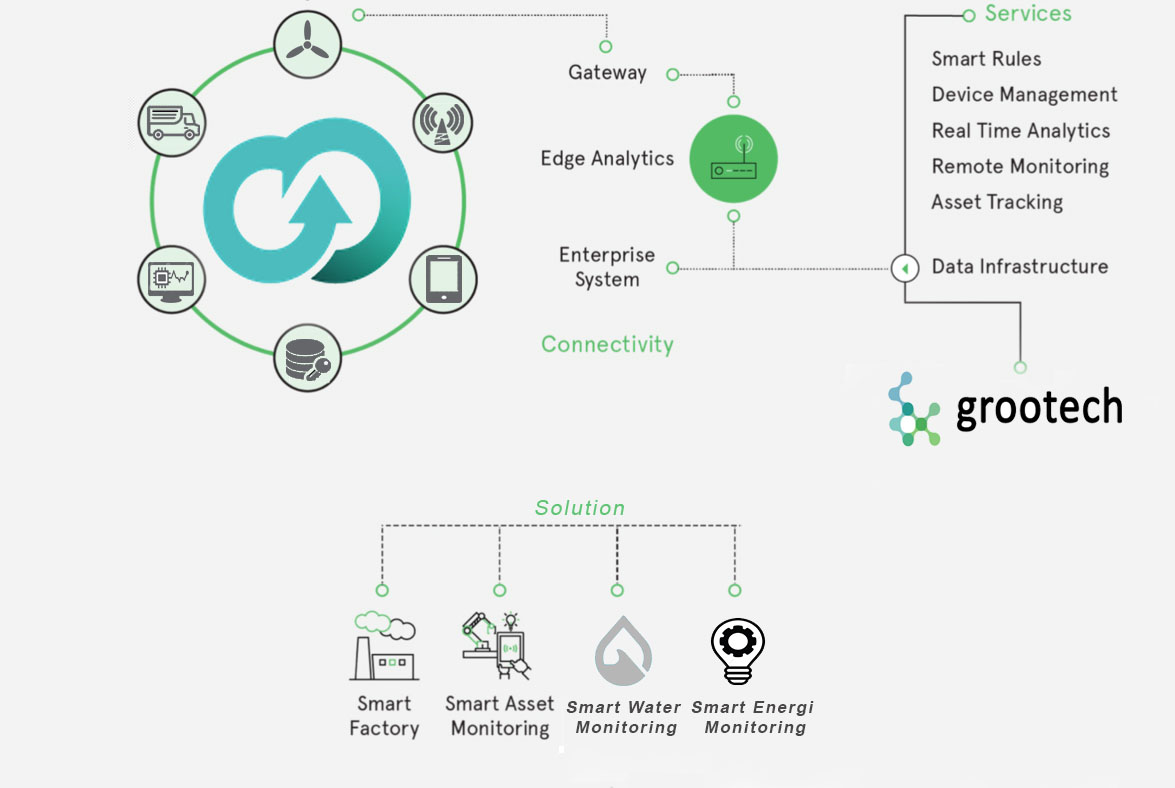 Services
Smart Rules
Device Management
Real Time Analytics
Remote Monitoring
Asset Tracking
Data Infrastructure
Gateway
Edge Analytics
Enterprise
System
Connectivity
grootech
Solution
Smart
Factory
Smart Asset
Monitoring
Smart Water
Monitoring
Smart Energi
Monitoring